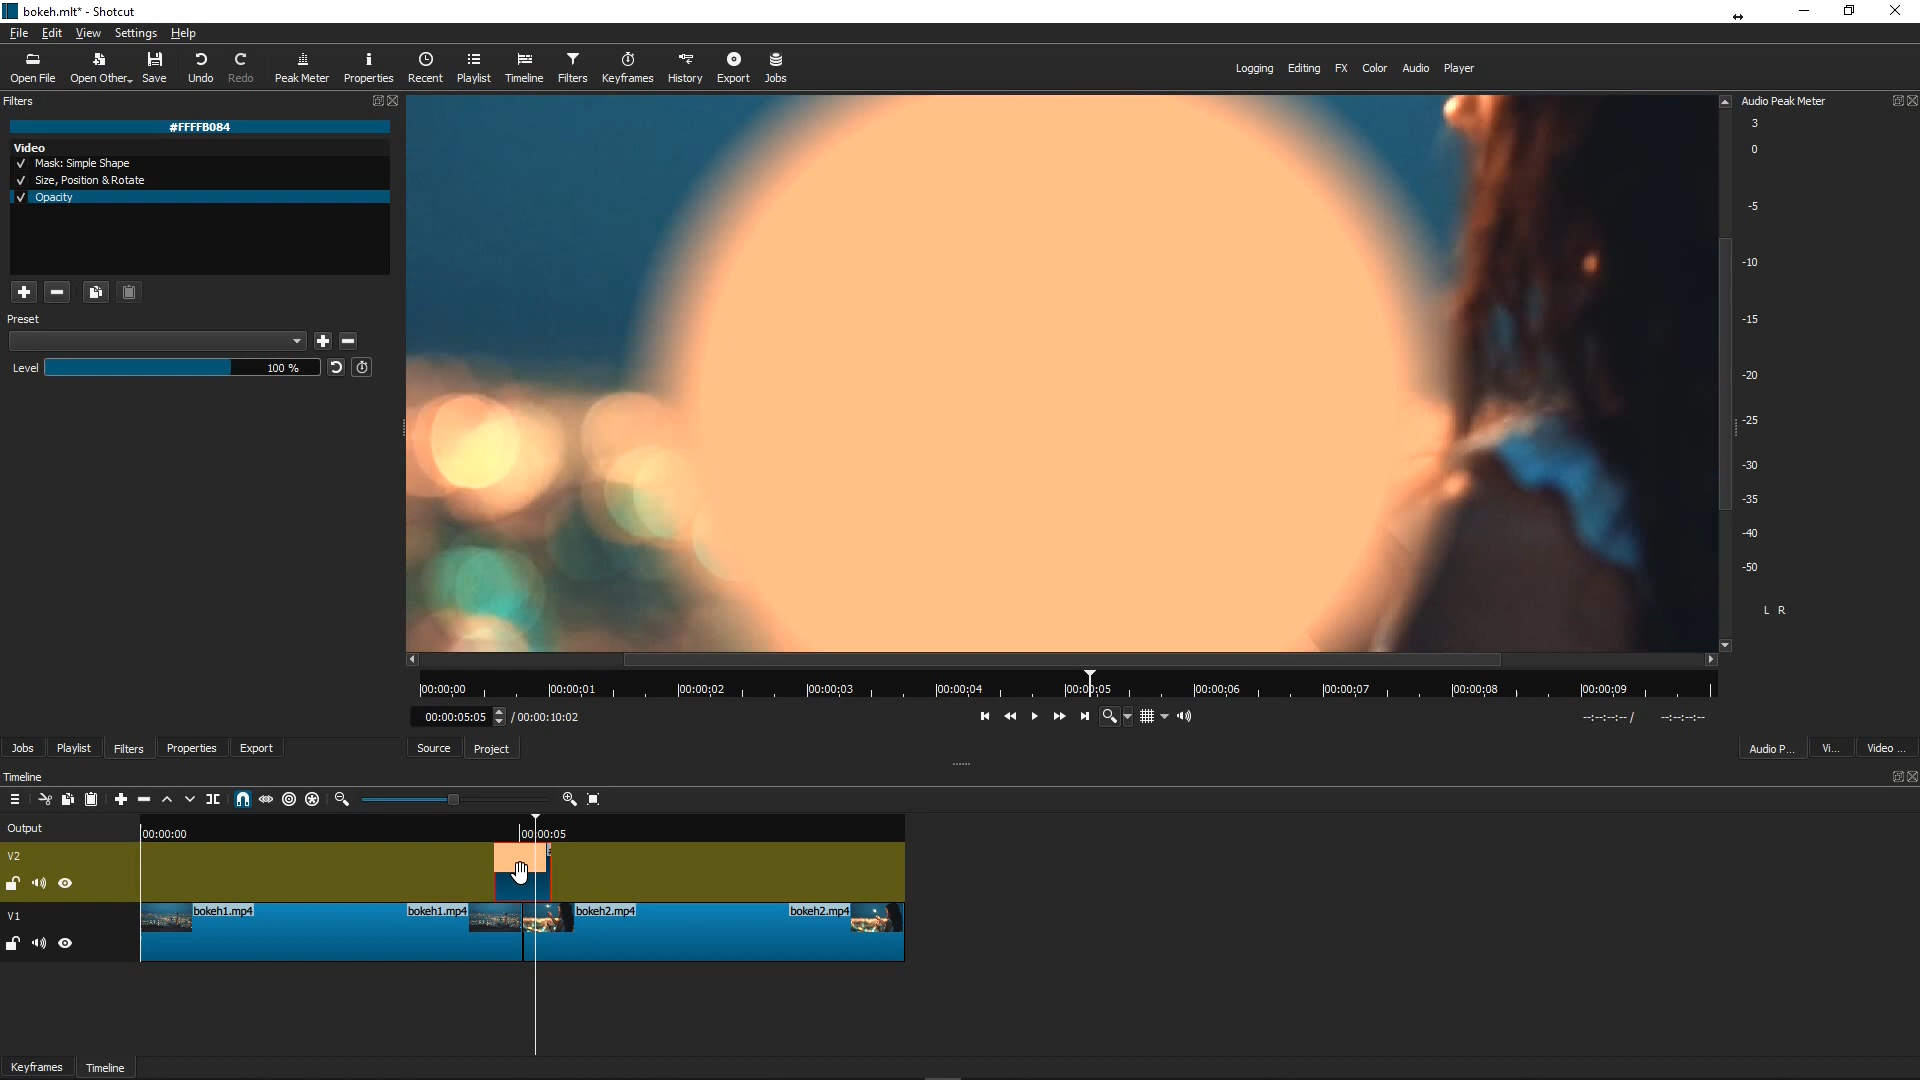 bokeh.mlt* - Shotcut
File Edit View Settings Help
Open File Open Other Save Undo Redo Peak Meter Properties Recent Playlist Timeline Filters Keyframes History Export Jobs
Logging Editing FX Color Audio Player
Filters
Audio Peak Meter
#FFFFB084
Video
Mask: Simple Shape
Size, Position & Rotate
Opacity
Preset
Level 100 %
3
0
-5
-10
-15
-20
-25
-30
-35
-40
-50
L R
00:00:00 00:00:01 00:00:02 00:00:03 00:00:04 00:00:05 00:00:06 00:00:07 00:00:08 00:00:09
00:00:05:05 / 00:00:10:02
--:--:--:-- / --:--:--:--
Jobs Playlist Filters Properties Export
Source Project
Audio P... Vi... Video ...
Timeline
Output
00:00:00 00:00:05
V2
V1
bokeh1.mp4 bokeh1.mp4 bokeh2.mp4 bokeh2.mp4
Keyframes Timeline